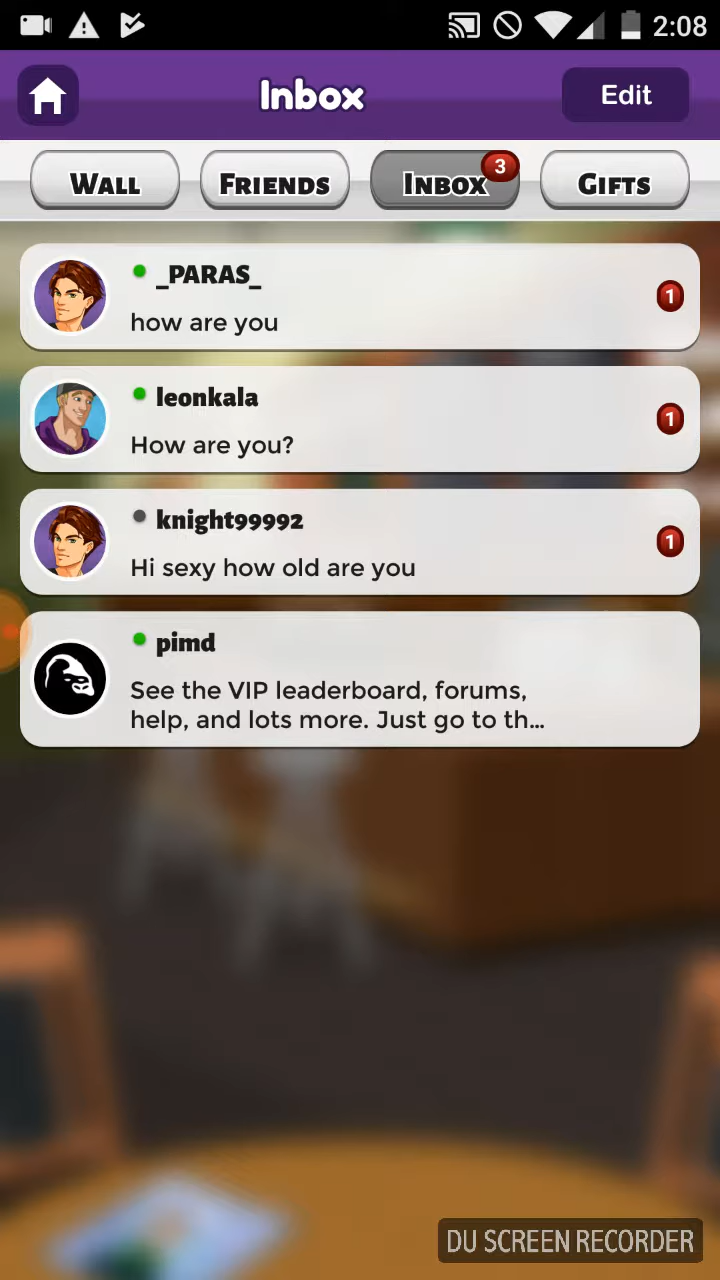 2:08
Inbox
Edit
WALL
FRIENDS
INBOX
3
GIFTS
_PARAS_
how are you
1
leonkala
How are you?
1
knight99992
Hi sexy how old are you
1
pimd
See the VIP leaderboard, forums,
help, and lots more. Just go to th...
DU SCREEN RECORDER